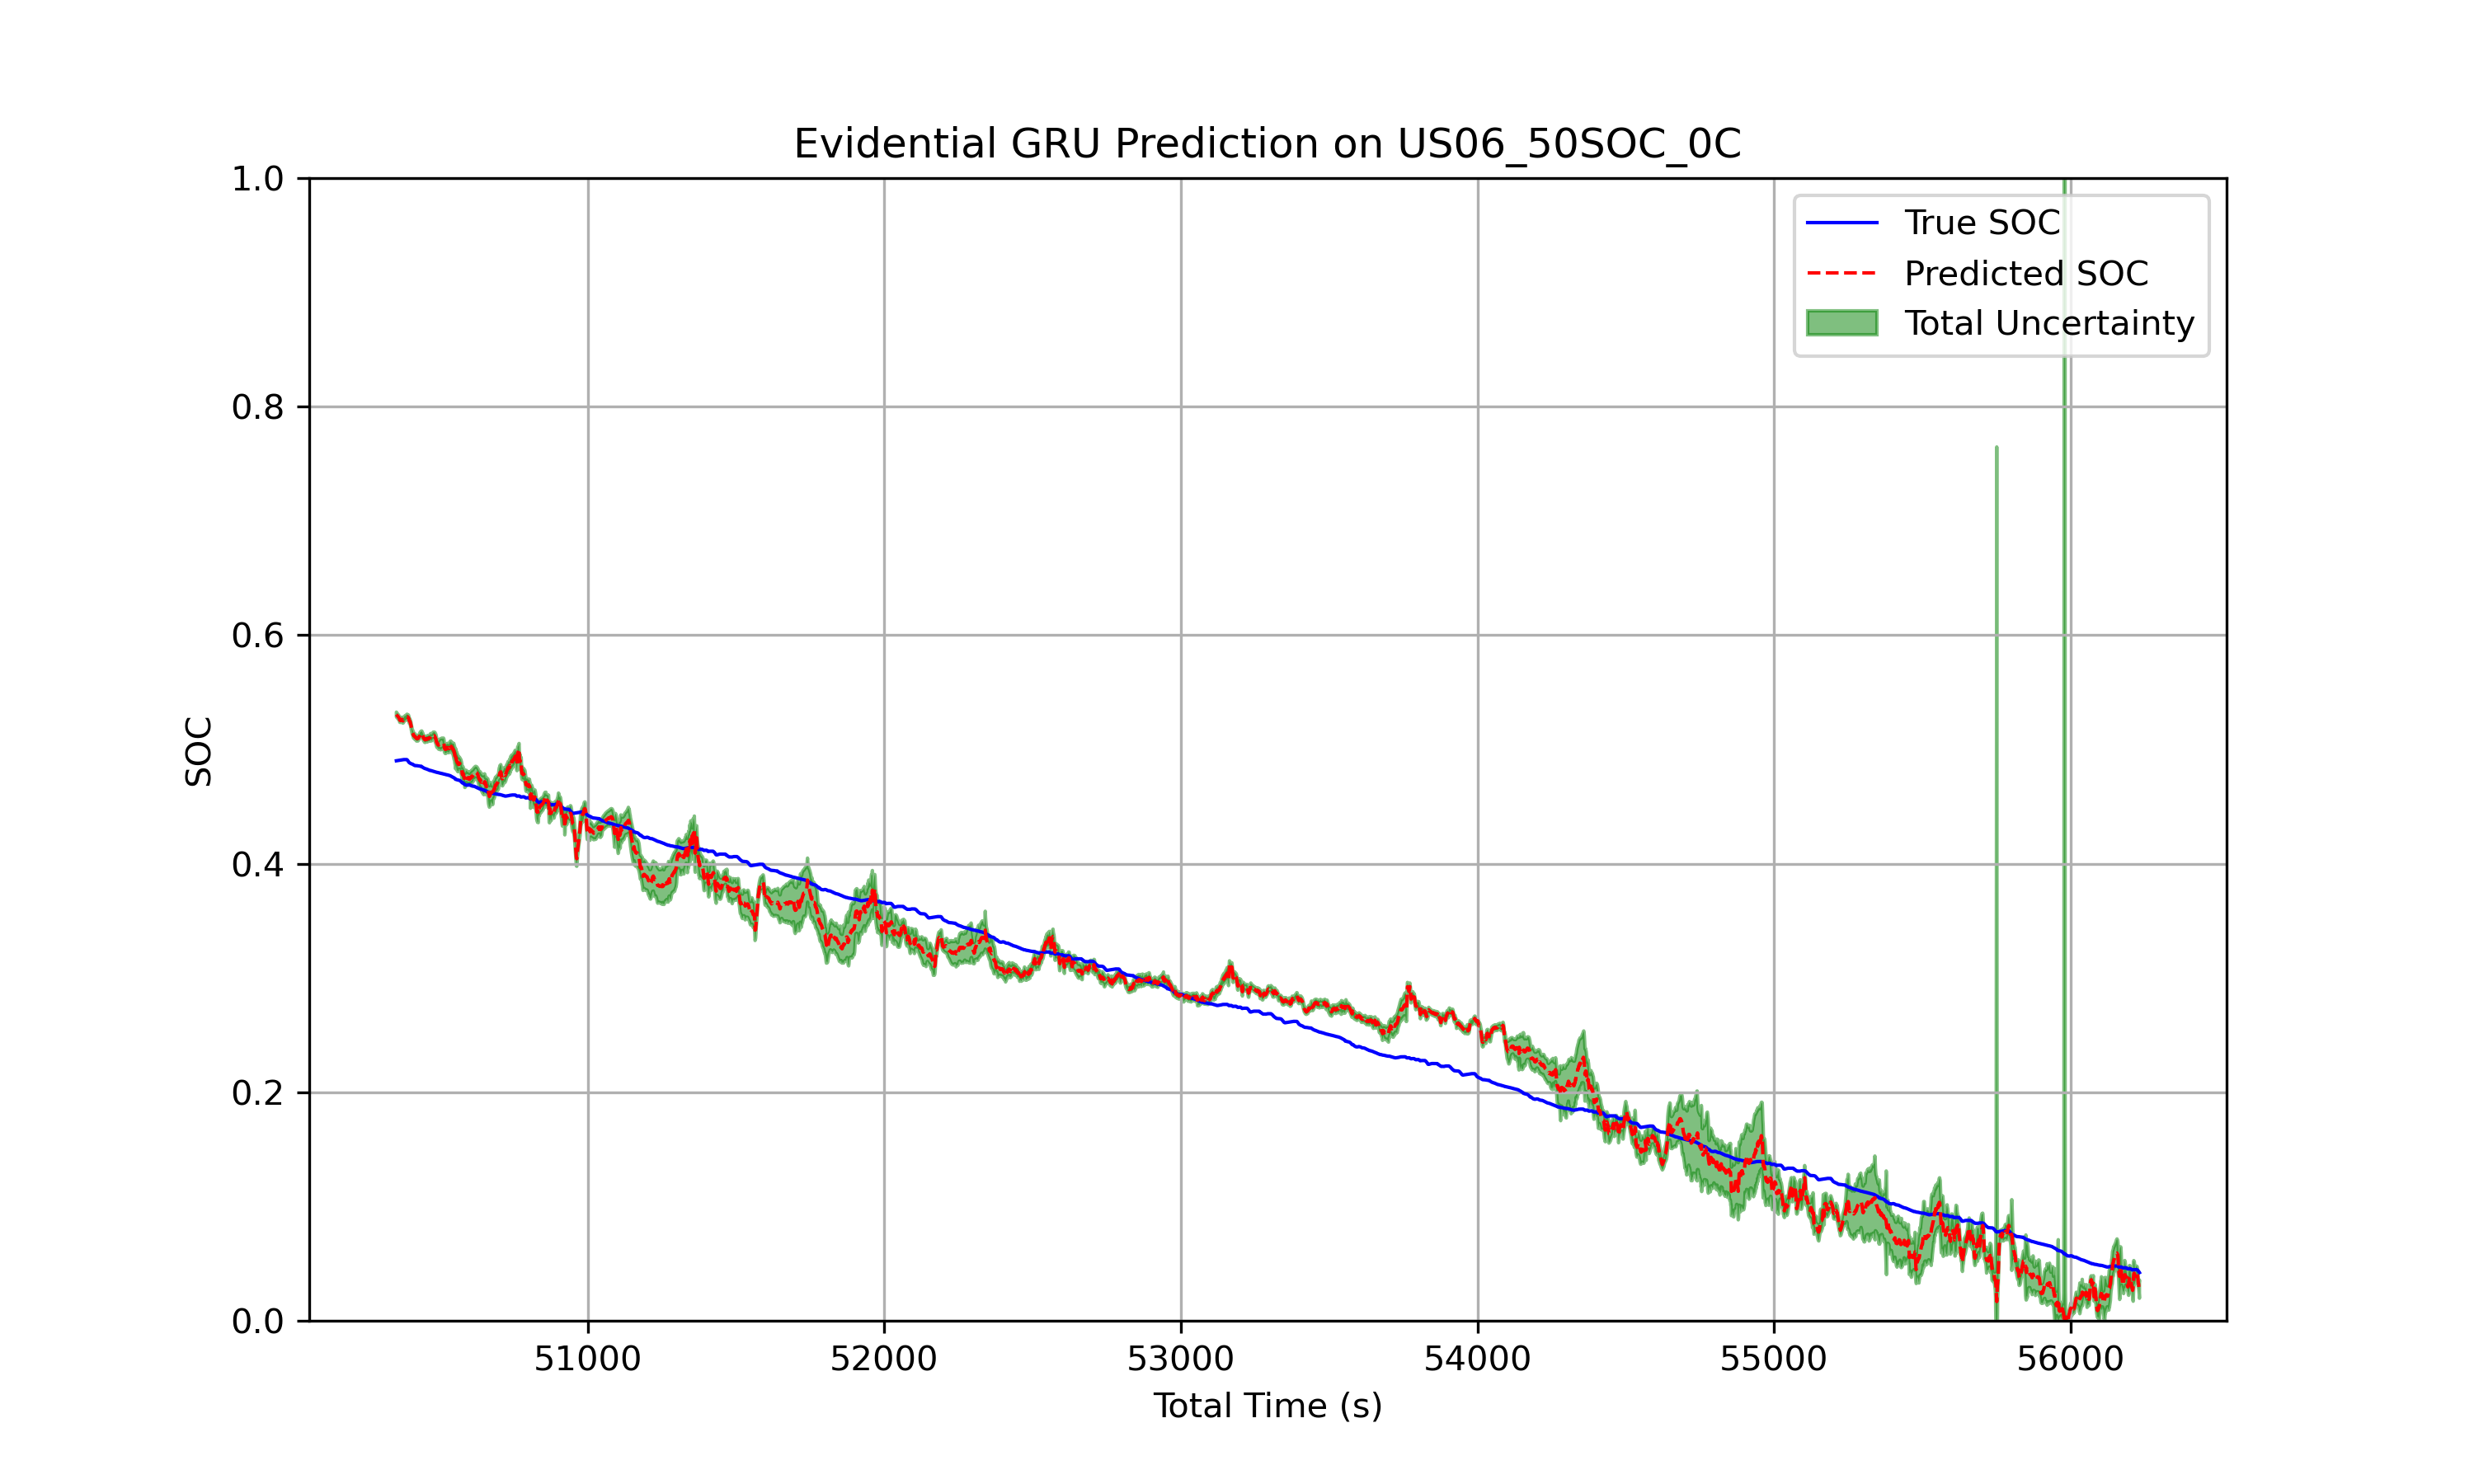 Evidential GRU Prediction on US06_50SOC_0C
1.0
0.8
0.6
0.4
0.2
0.0
SOC
True SOC
Predicted SOC
Total Uncertainty
51000 52000 53000 54000 55000 56000
Total Time (s)